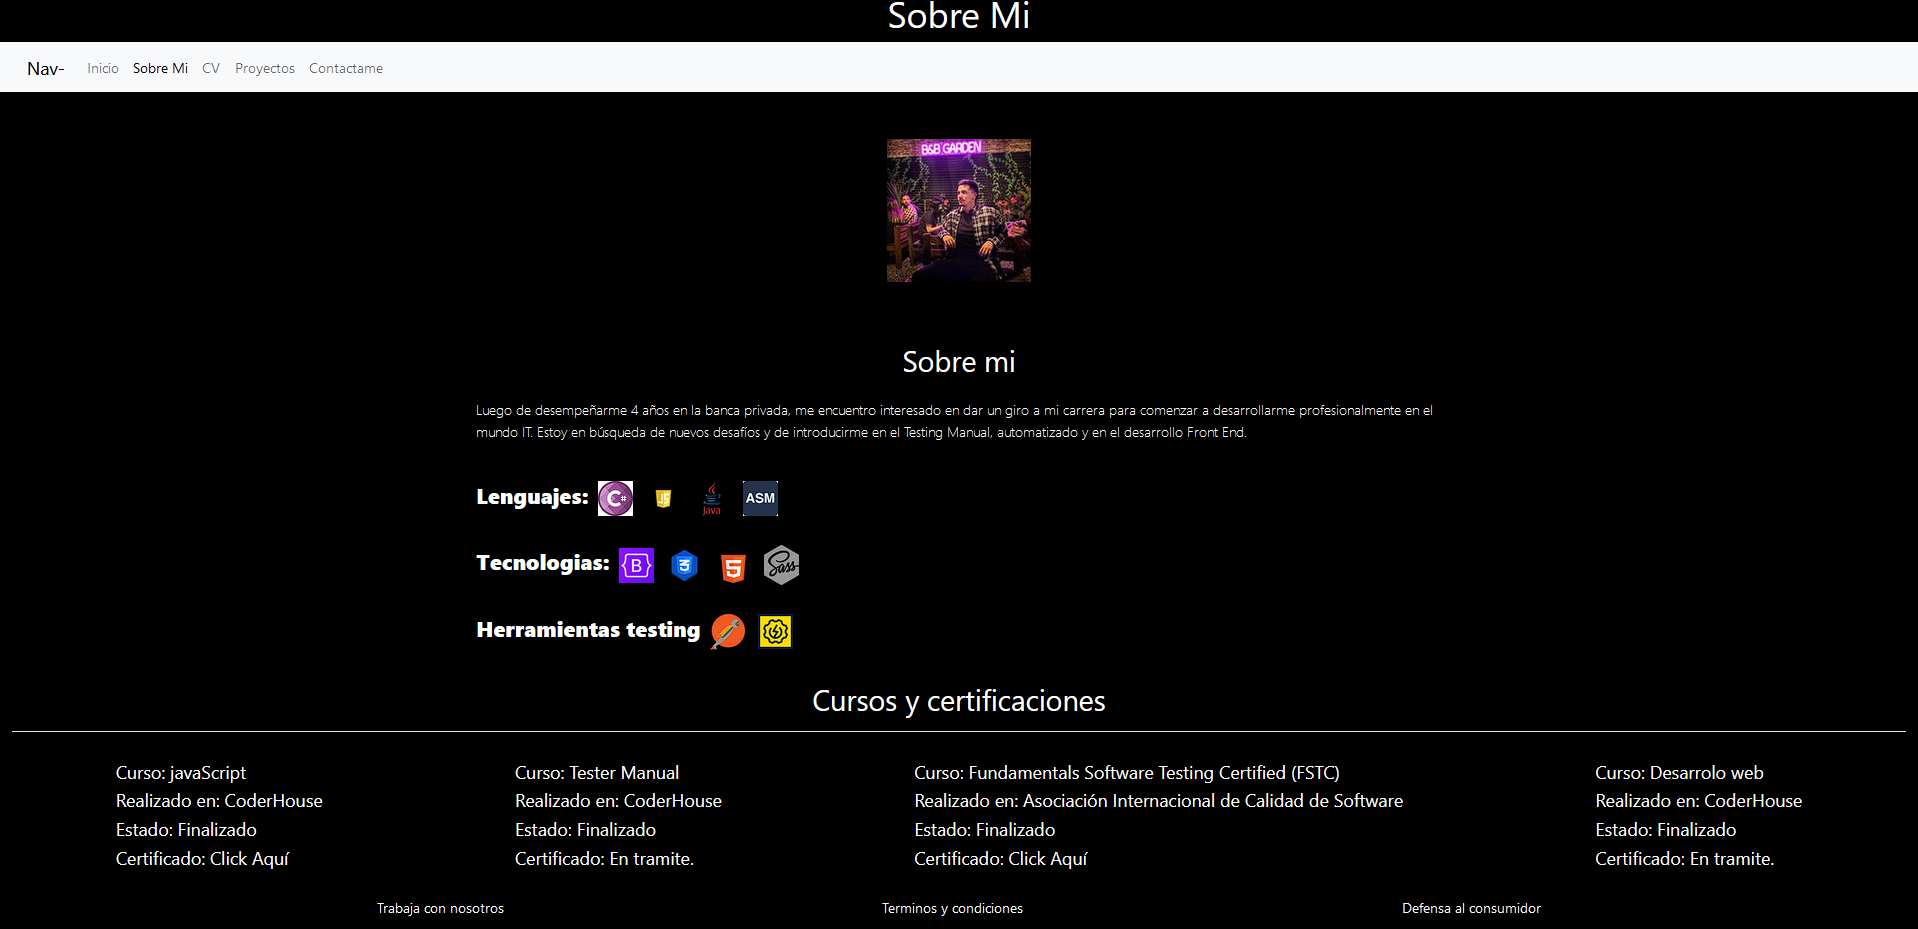 Sobre Mi
Nav- Inicio Sobre Mi CV Proyectos Contactame
B&B GARDEN
Sobre mi
Luego de desempeñarme 4 años en la banca privada, me encuentro interesado en dar un giro a mi carrera para comenzar a desarrollarme profesionalmente en el
mundo IT. Estoy en búsqueda de nuevos desafíos y de introducirme en el Testing Manual, automatizado y en el desarrollo Front End.
Lenguajes: C# JS Java ASM
Tecnologias: B 3 5 Sass
Herramientas testing
Cursos y certificaciones
Curso: javaScript
Realizado en: CoderHouse
Estado: Finalizado
Certificado: Click Aquí
Curso: Tester Manual
Realizado en: CoderHouse
Estado: Finalizado
Certificado: En tramite.
Curso: Fundamentals Software Testing Certified (FSTC)
Realizado en: Asociación Internacional de Calidad de Software
Estado: Finalizado
Certificado: Click Aquí
Curso: Desarrolo web
Realizado en: CoderHouse
Estado: Finalizado
Certificado: En tramite.
Trabaja con nosotros
Terminos y condiciones
Defensa al consumidor